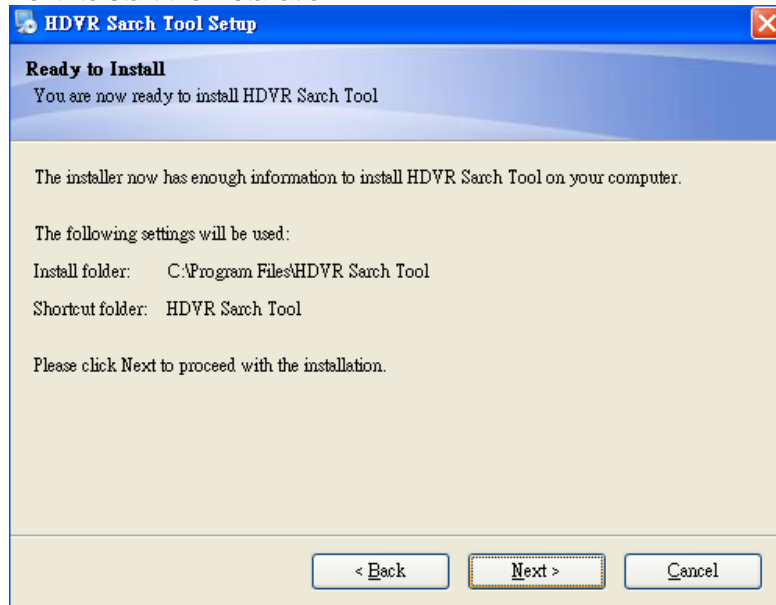 HDVR Sarch Tool Setup
Ready to Install
You are now ready to install HDVR Sarch Tool
The installer now has enough information to install HDVR Sarch Tool on your computer.
The following settings will be used:
Install folder: C:\Program Files\HDVR Sarch Tool
Shortcut folder: HDVR Sarch Tool
Please click Next to proceed with the installation.
< Back Next > Cancel